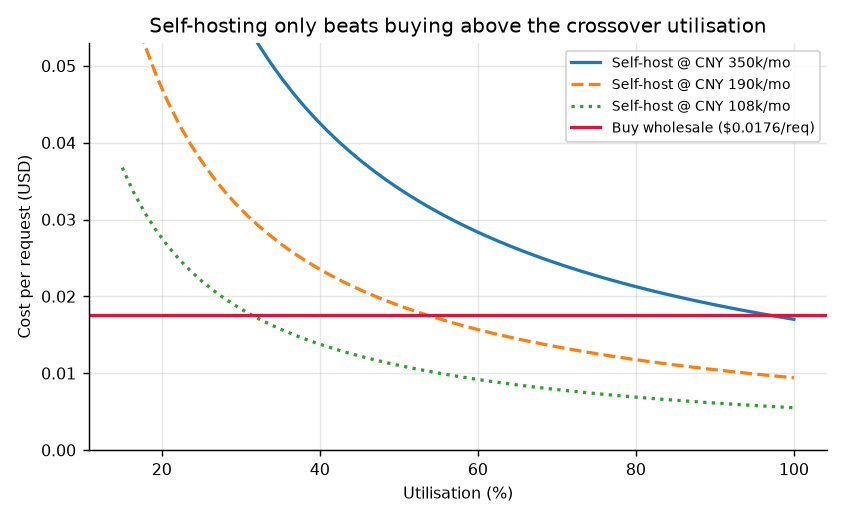 Self-hosting only beats buying above the crossover utilisation
Self-host @ CNY 350k/mo
Self-host @ CNY 190k/mo
Self-host @ CNY 108k/mo
Buy wholesale ($0.0176/req)
Cost per request (USD)
0.05
0.04
0.03
0.02
0.01
0.00
20 40 60 80 100
Utilisation (%)